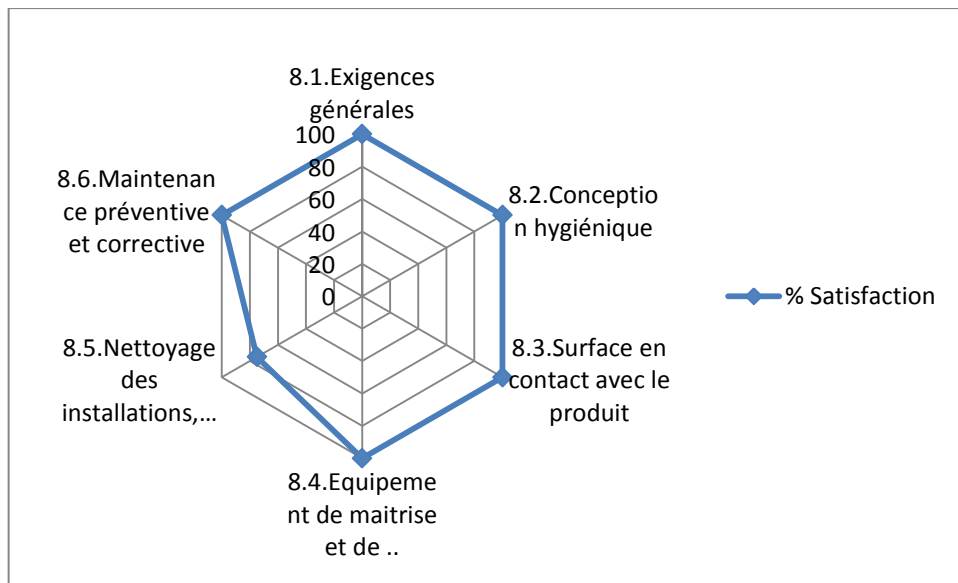 8.1.Exigences
générales
100
80
60
40
20
0
8.2.Conceptio
n hygiénique
8.3.Surface en
contact avec le
produit
8.4.Equipeme
nt de maitrise
et de ..
8.5.Nettoyage
des
installations,...
8.6.Maintenan
ce préventive
et corrective
% Satisfaction